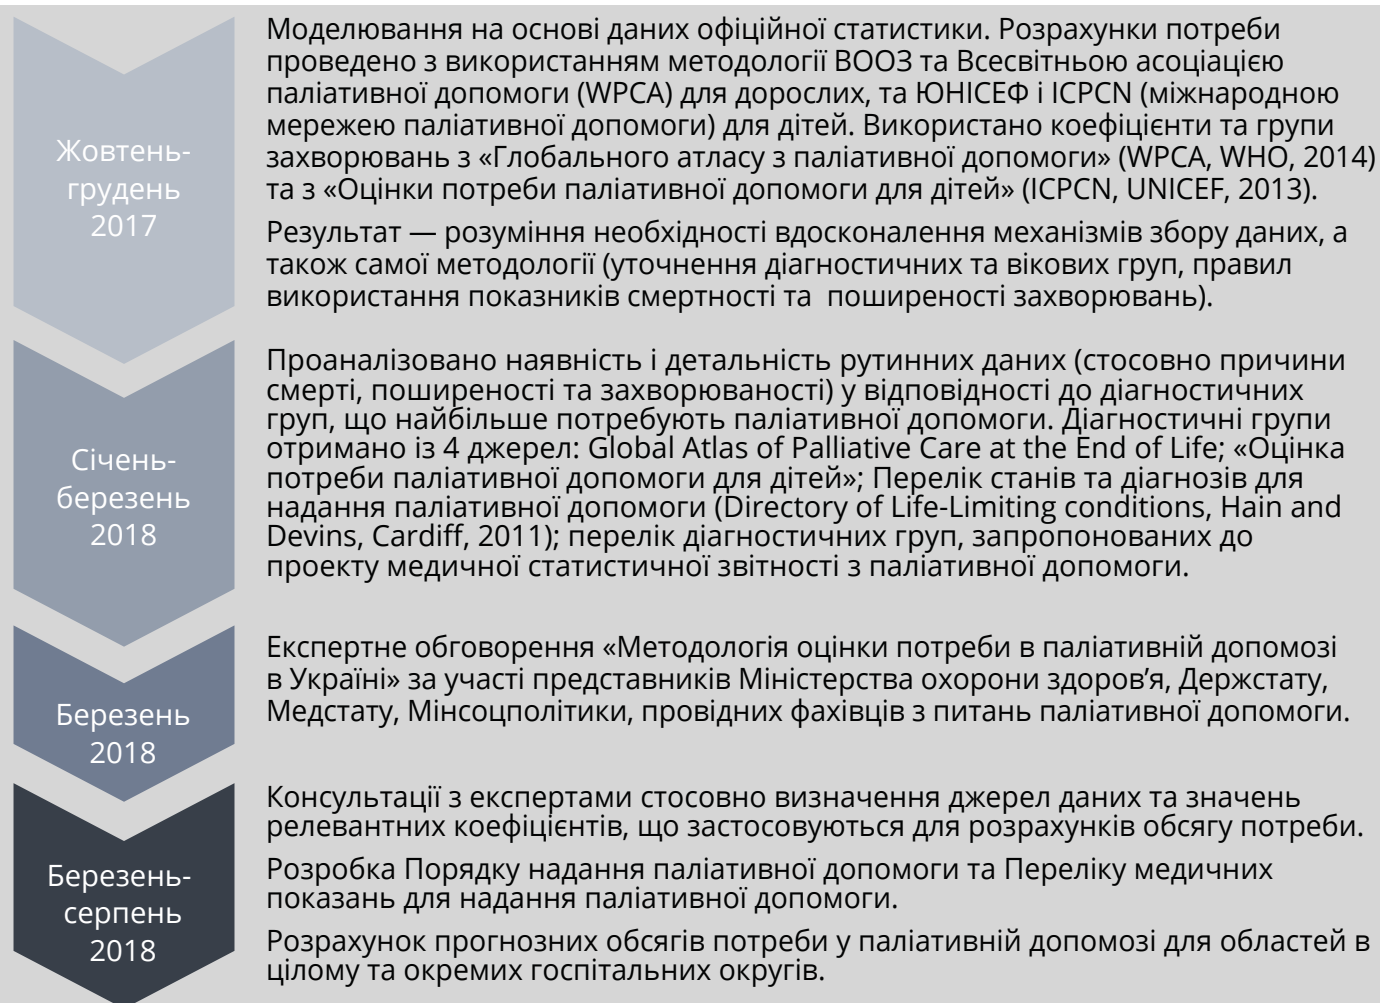 Жовтень-
грудень
2017
Моделювання на основі даних офіційної статистики. Розрахунки потреби
проведено з використанням методології ВООЗ та Всесвітньою асоціацією
паліативної допомоги (WPCA) для дорослих, та ЮНІСЕФ і ICPCN (міжнародною
мережею паліативної допомоги) для дітей. Використано коефіцієнти та групи
захворювань з «Глобального атласу з паліативної допомоги» (WPCA, WHO, 2014)
та з «Оцінки потреби паліативної допомоги для дітей» (ICPCN, UNICEF, 2013).
Результат — розуміння необхідності вдосконалення механізмів збору даних, а
також самої методології (уточнення діагностичних та вікових груп, правил
використання показників смертності та  поширеності захворювань).
Січень-
березень
2018
Проаналізовано наявність і детальність рутинних даних (стосовно причини
смерті, поширеності та захворюваності) у відповідності до діагностичних
груп, що найбільше потребують паліативної допомоги. Діагностичні групи
отримано із 4 джерел: Global Atlas of Palliative Care at the End of Life; «Оцінка
потреби паліативної допомоги для дітей»; Перелік станів та діагнозів для
надання паліативної допомоги (Directory of Life-Limiting conditions, Hain and
Devins, Cardiff, 2011); перелік діагностичних груп, запропонованих до
проекту медичної статистичної звітності з паліативної допомоги.
Березень
2018
Експертне обговорення «Методологія оцінки потреби в паліативній допомозі
в Україні» за участі представників Міністерства охорони здоров’я, Держстату,
Медстату, Мінсоцполітики, провідних фахівців з питань паліативної допомоги.
Березень-
серпень
2018
Консультації з експертами стосовно визначення джерел даних та значень
релевантних коефіцієнтів, що застосовуються для розрахунків обсягу потреби.
Розробка Порядку надання паліативної допомоги та Переліку медичних
показань для надання паліативної допомоги.
Розрахунок прогнозних обсягів потреби у паліативній допомозі для областей в
цілому та окремих госпітальних округів.